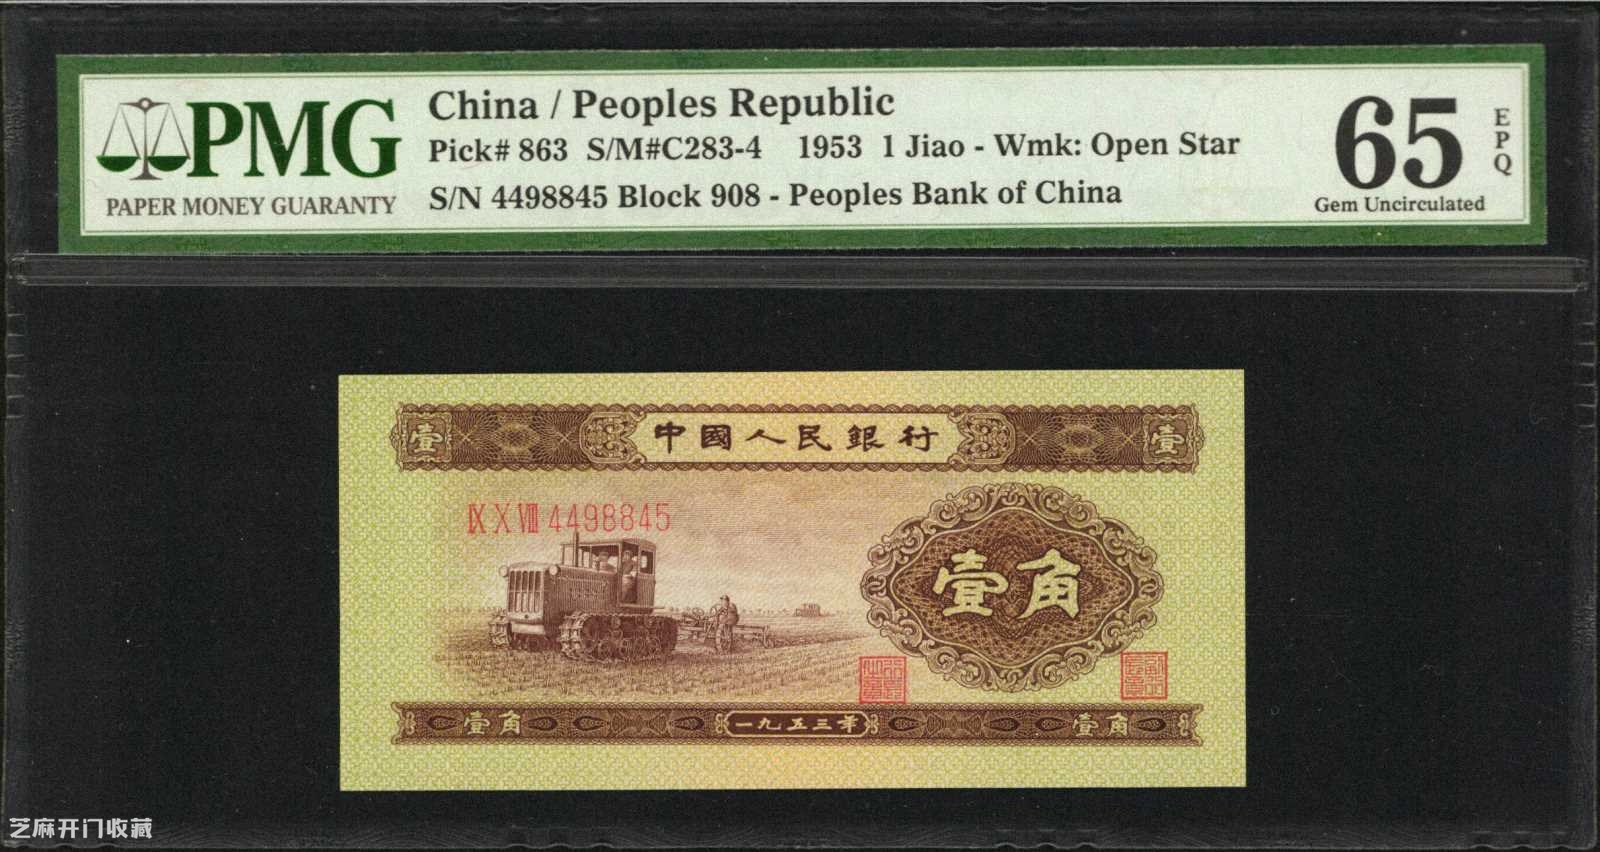 PMG
PAPER MONEY GUARANTY
China / Peoples Republic
Pick# 863 S/M#C283-4 1953 1 Jiao - Wmk: Open Star
S/N 4498845 Block 908 - Peoples Bank of China
65
EPQ
Gem Uncirculated
壹 中國人民銀行 壹
ⅨⅩⅧ 4498845
壹角
壹角 一九五三年 壹角
芝麻开门收藏